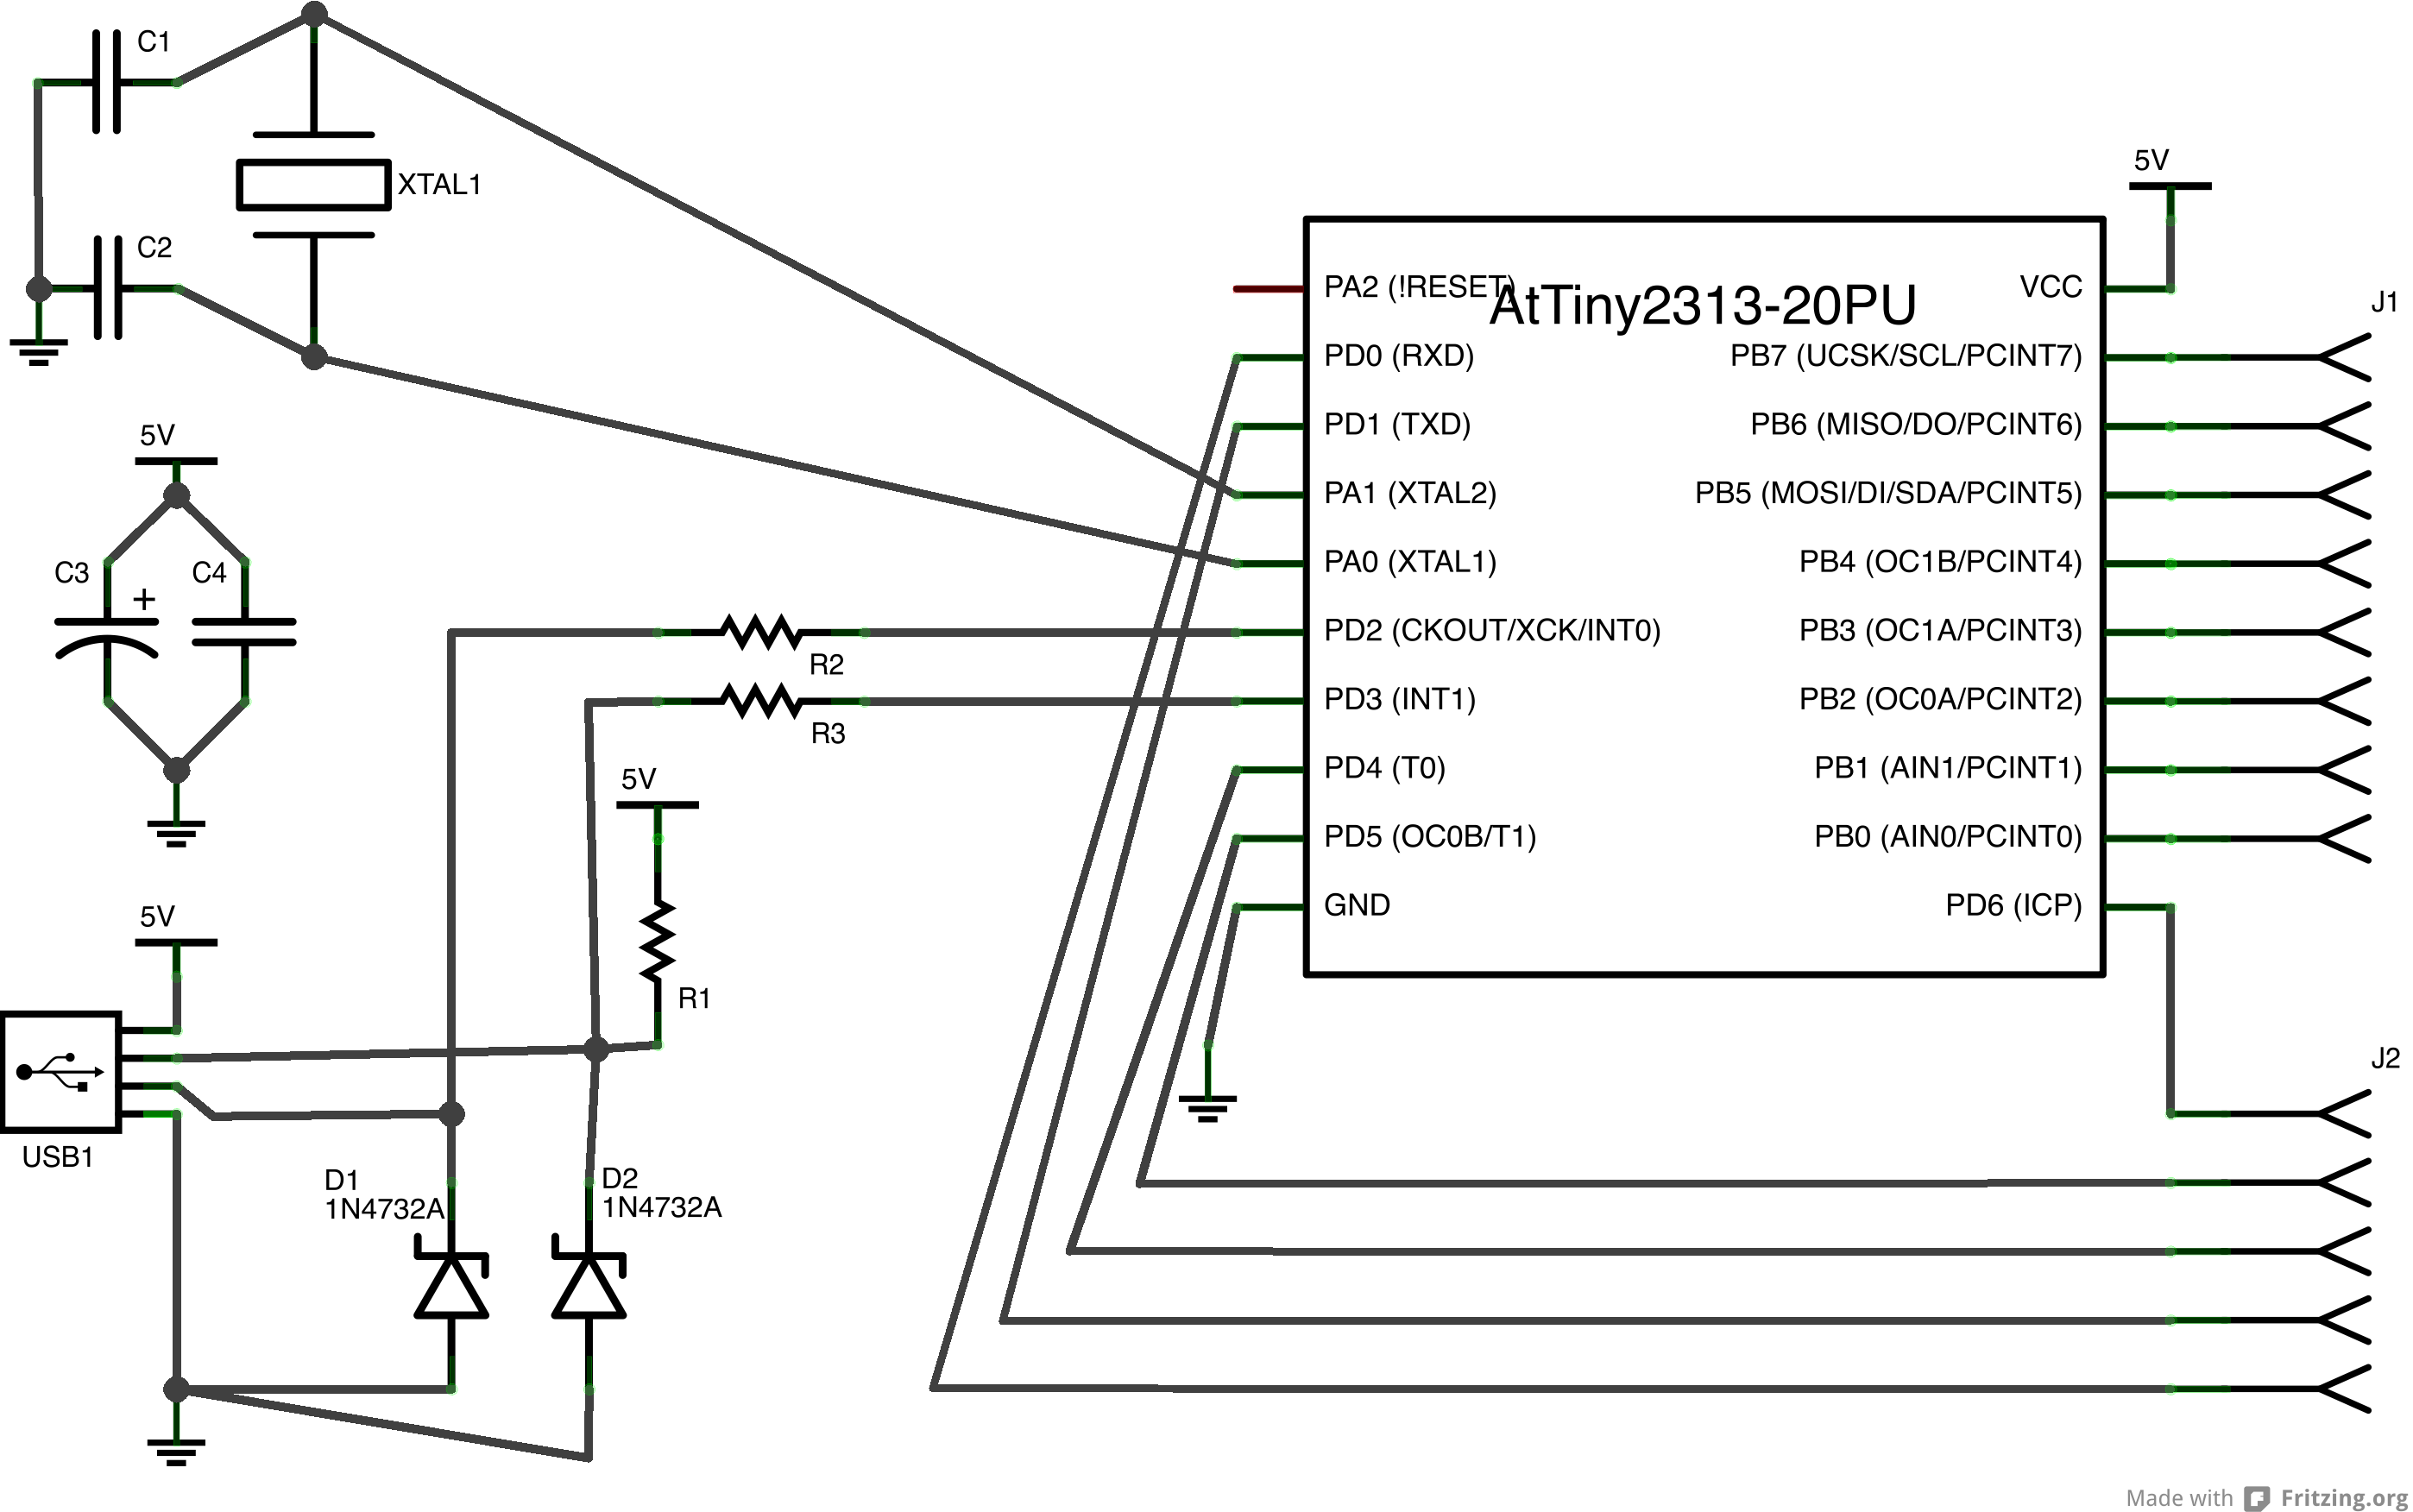 C1
XTAL1
C2
5V
C3
+
C4
5V
USB1
D1
1N4732A
D2
1N4732A
R2
R3
5V
R1
AtTiny2313-20PU
PA2 (!RESET)
PD0 (RXD)
PD1 (TXD)
PA1 (XTAL2)
PA0 (XTAL1)
PD2 (CKOUT/XCK/INT0)
PD3 (INT1)
PD4 (T0)
PD5 (OC0B/T1)
GND
VCC
PB7 (UCSK/SCL/PCINT7)
PB6 (MISO/DO/PCINT6)
PB5 (MOSI/DI/SDA/PCINT5)
PB4 (OC1B/PCINT4)
PB3 (OC1A/PCINT3)
PB2 (OC0A/PCINT2)
PB1 (AIN1/PCINT1)
PB0 (AIN0/PCINT0)
PD6 (ICP)
5V
J1
J2
Made with Fritzing.org